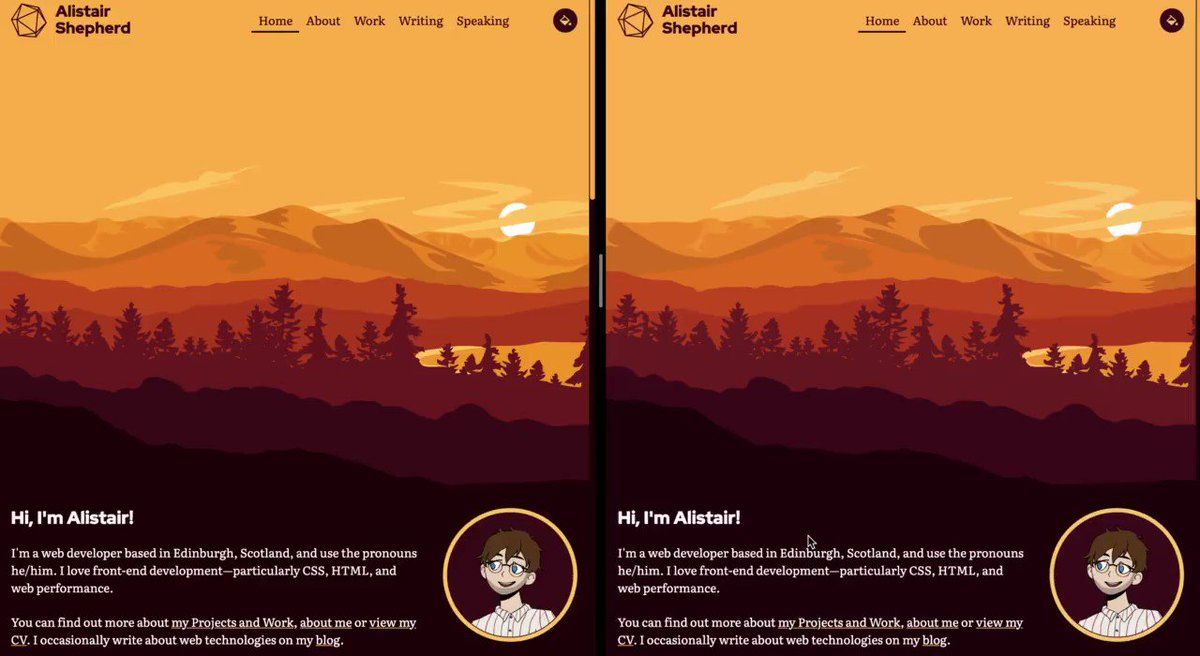 Alistair
Shepherd
Home About Work Writing Speaking
Hi, I'm Alistair!
I'm a web developer based in Edinburgh, Scotland, and use the pronouns
he/him. I love front-end development—particularly CSS, HTML, and
web performance.
You can find out more about my Projects and Work, about me or view my
CV. I occasionally write about web technologies on my blog.
Alistair
Shepherd
Home About Work Writing Speaking
Hi, I'm Alistair!
I'm a web developer based in Edinburgh, Scotland, and use the pronouns
he/him. I love front-end development—particularly CSS, HTML, and
web performance.
You can find out more about my Projects and Work, about me or view my
CV. I occasionally write about web technologies on my blog.